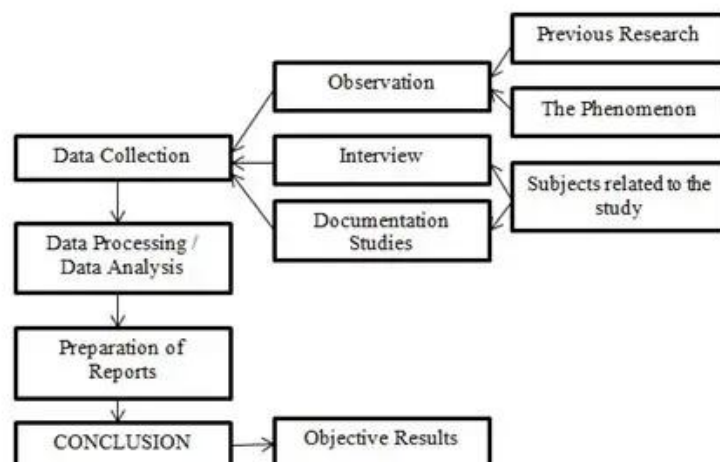 Previous Research
Observation
The Phenomenon
Data Collection
Interview
Subjects related to the
study
Documentation
Studies
Data Processing /
Data Analysis
Preparation of
Reports
CONCLUSION
Objective Results